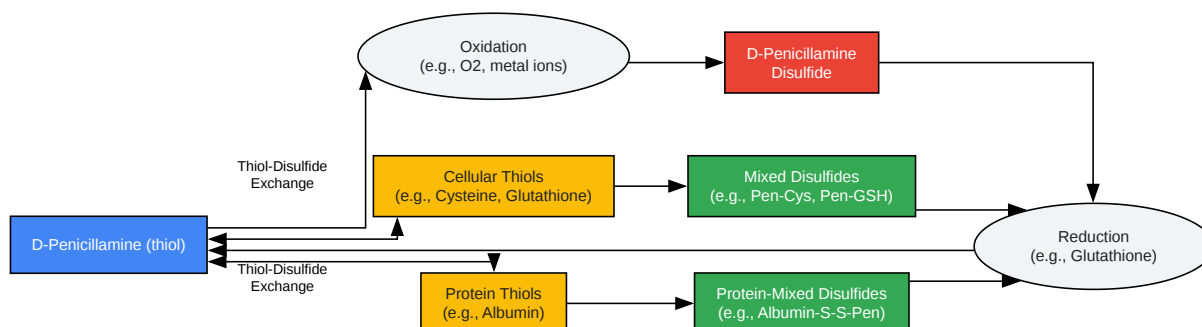 Oxidation
(e.g., O2, metal ions)
D-Penicillamine
Disulfide
Thiol-Disulfide
Exchange
Cellular Thiols
(e.g., Cysteine, Glutathione)
Mixed Disulfides
(e.g., Pen-Cys, Pen-GSH)
D-Penicillamine (thiol)
Reduction
(e.g., Glutathione)
Thiol-Disulfide
Exchange
Protein Thiols
(e.g., Albumin)
Protein-Mixed Disulfides
(e.g., Albumin-S-S-Pen)